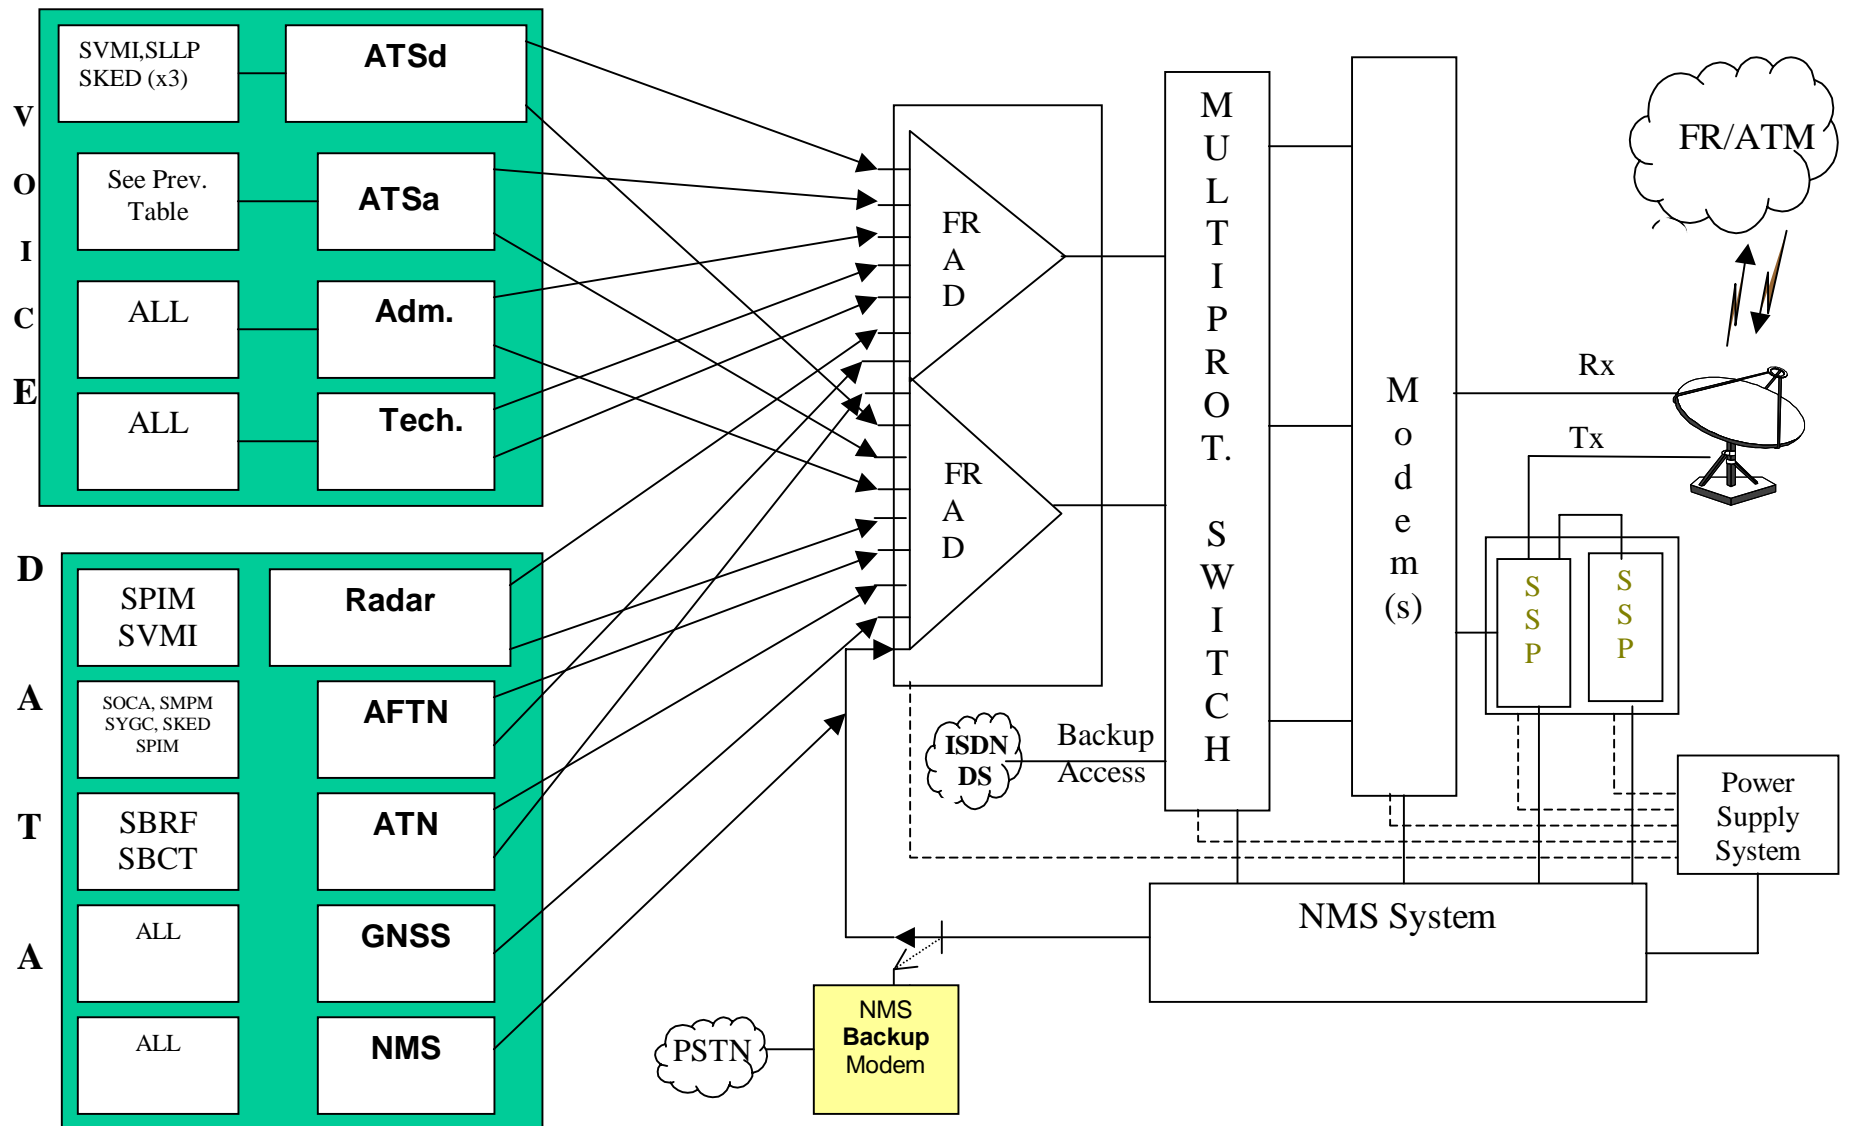 V
O
I
C
E
SVMI,SLLP
SKED (x3)
ATSd
See Prev.
Table
ATSa
ALL
Adm.
ALL
Tech.
D
A
T
A
SPIM
SVMI
Radar
SOCA, SMPM
SYGC, SKED
SPIM
AFTN
SBRF
SBCT
ATN
ALL
GNSS
ALL
NMS
FR
A
D
FR
A
D
ISDN
DS
Backup
Access
M
U
L
T
I
P
R
O
T.
S
W
I
T
C
H
M
o
d
e
m
(s)
FR/ATM
Rx
Tx
S
S
P
S
S
P
Power
Supply
System
NMS System
NMS
Backup
Modem
PSTN